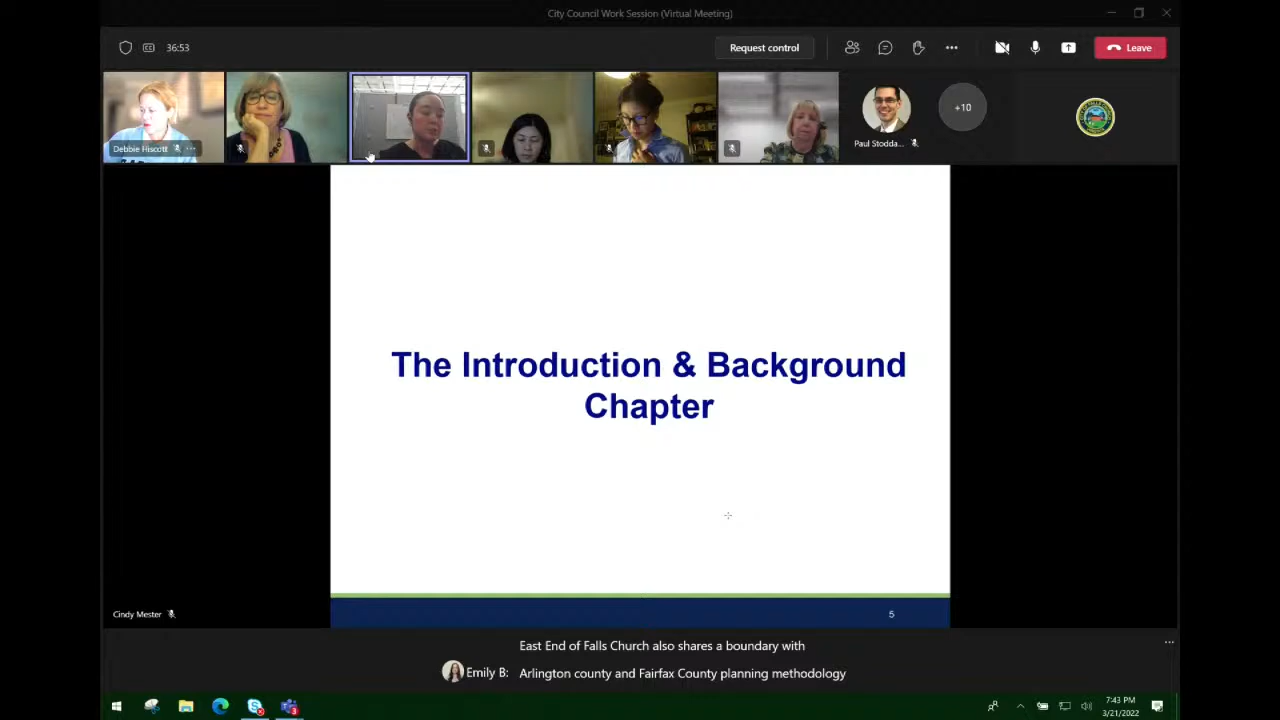 City Council Work Session (Virtual Meeting)
36:53
Request control
Leave
Debbie Hiscott
+10
Paul Stodda...
The Introduction & Background
Chapter
Cindy Mester
5
East End of Falls Church also shares a boundary with
Emily B: Arlington county and Fairfax County planning methodology
7:43 PM
3/21/2022